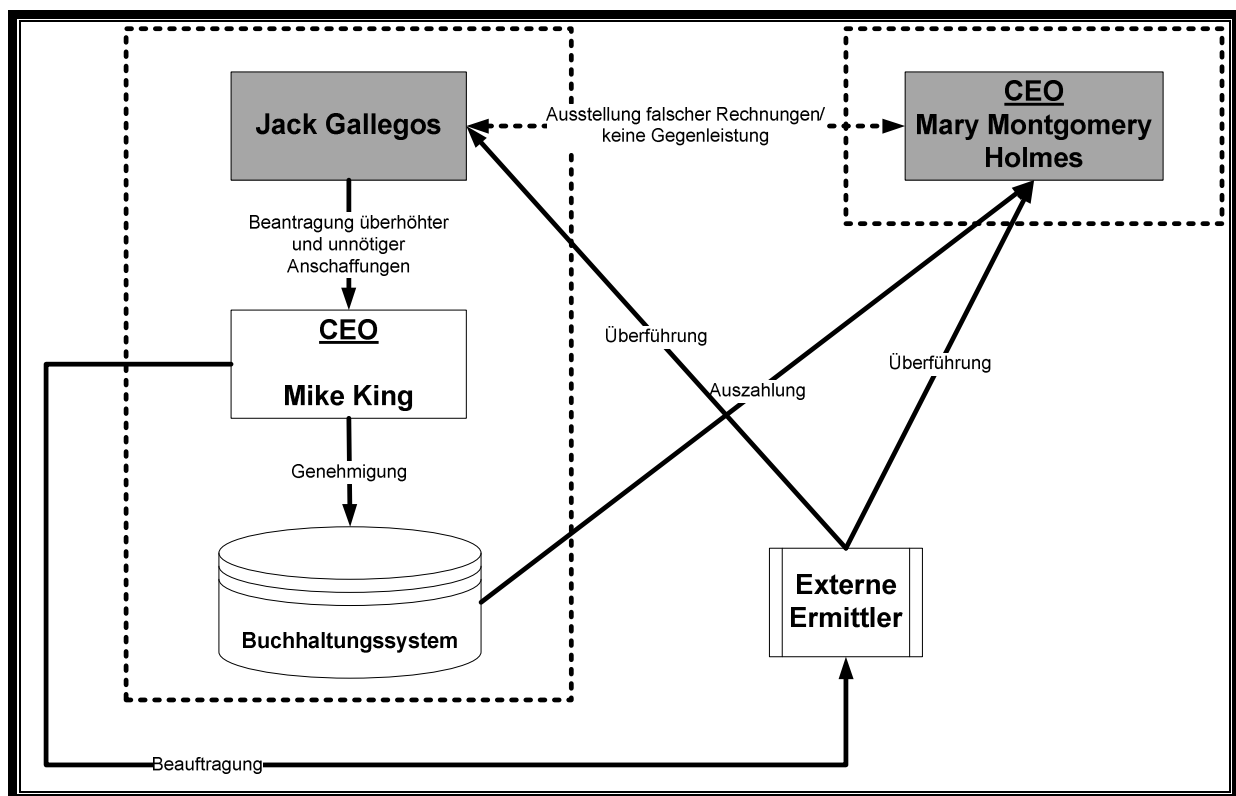 Jack Gallegos
Ausstellung falscher Rechnungen/
keine Gegenleistung
CEO
Mary Montgomery
Holmes
Beantragung überhöhter
und unnötiger
Anschaffungen
CEO
Mike King
Überführung
Überführung
Auszahlung
Genehmigung
Buchhaltungssystem
Externe
Ermittler
Beauftragung